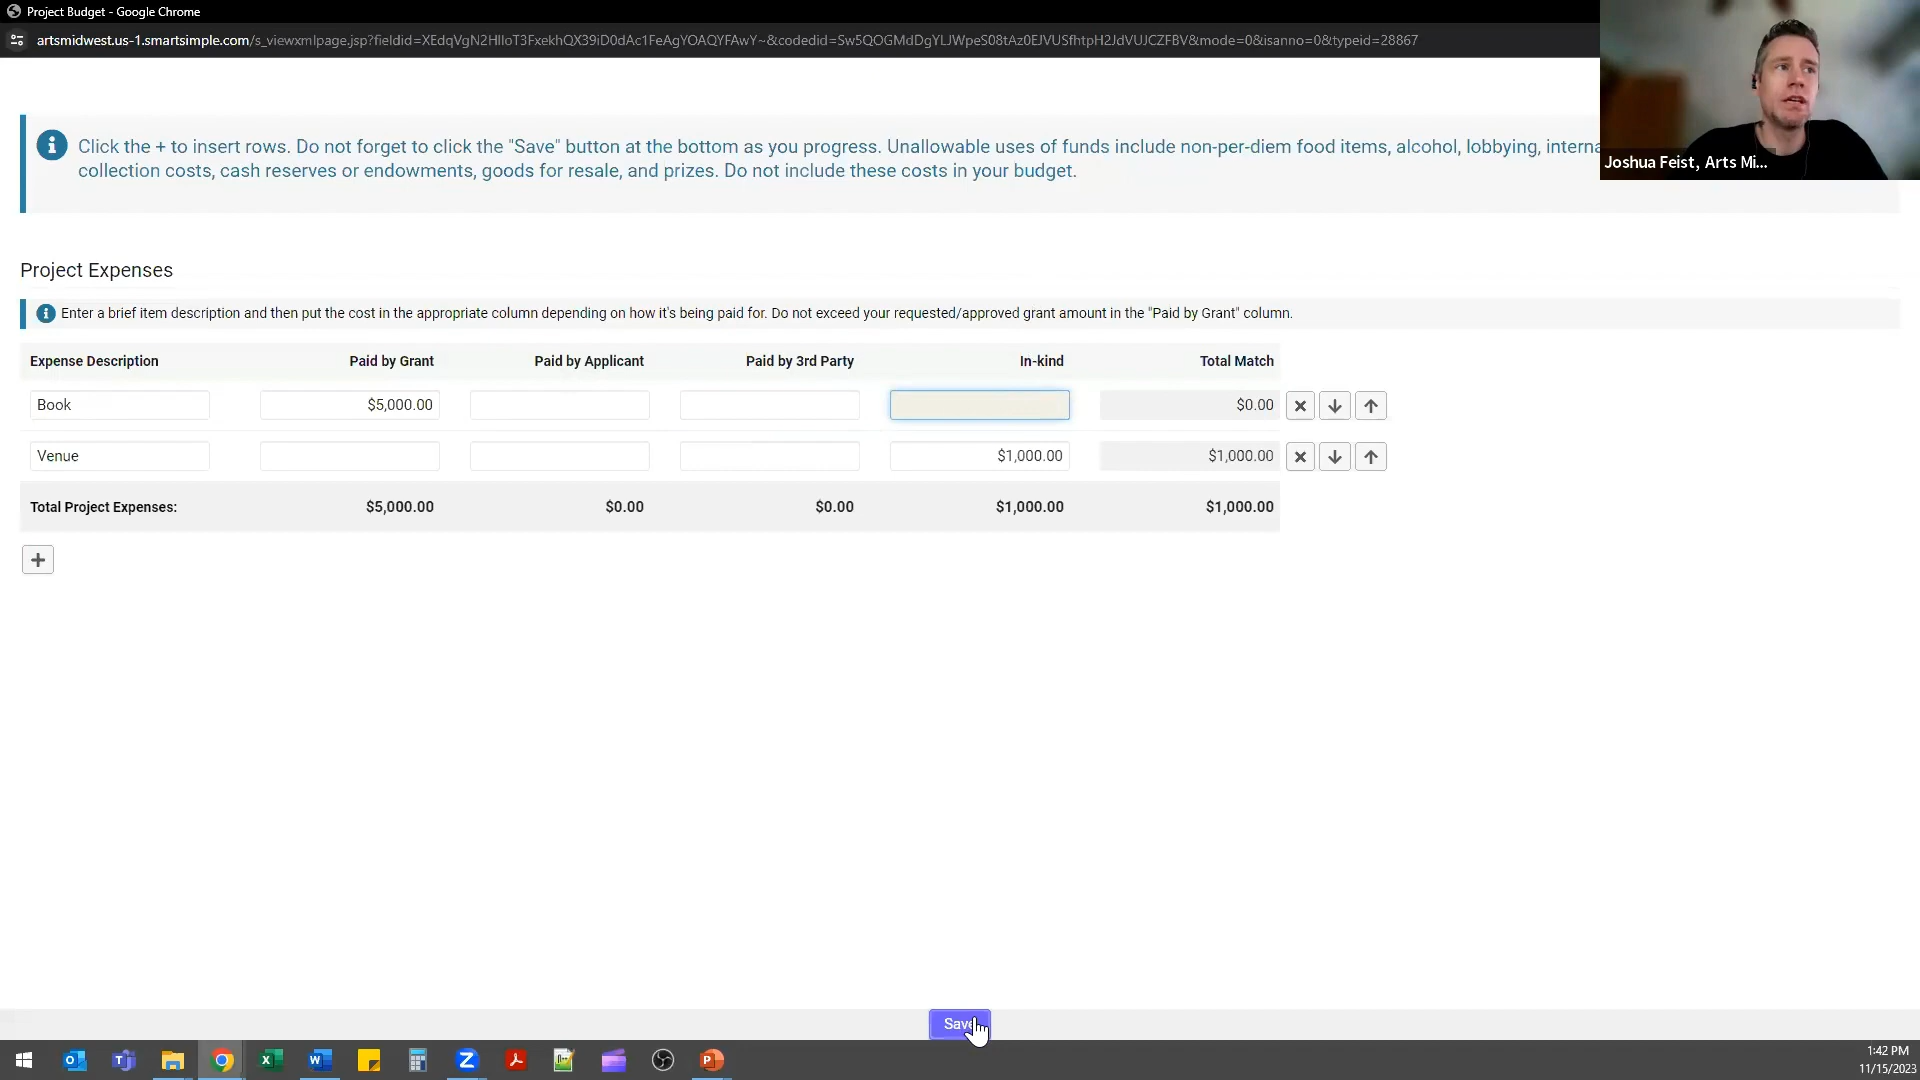 Project Budget - Google Chrome
artsmidwest.us-1.smartsimple.com/s_viewxmlpage.jsp?fieldid=XEdqVgN2HlIoT3FxekhQX39iD0dAc1FeAgYOAQYFAwY~&codedid=Sw5QOGMdDgYLJWpeS08tAz0EJVUSfhtpH2JdVUJCZFBV&mode=0&isanno=0&typeid=28867
Joshua Feist, Arts Mi...
Click the + to insert rows. Do not forget to click the "Save" button at the bottom as you progress. Unallowable uses of funds include non-per-diem food items, alcohol, lobbying, interna
collection costs, cash reserves or endowments, goods for resale, and prizes. Do not include these costs in your budget.
Project Expenses
Enter a brief item description and then put the cost in the appropriate column depending on how it's being paid for. Do not exceed your requested/approved grant amount in the "Paid by Grant" column.
Expense Description Paid by Grant Paid by Applicant Paid by 3rd Party In-kind Total Match
Book $5,000.00 $0.00
Venue $1,000.00 $1,000.00
Total Project Expenses: $5,000.00 $0.00 $0.00 $1,000.00 $1,000.00
Save
1:42 PM
11/15/2023